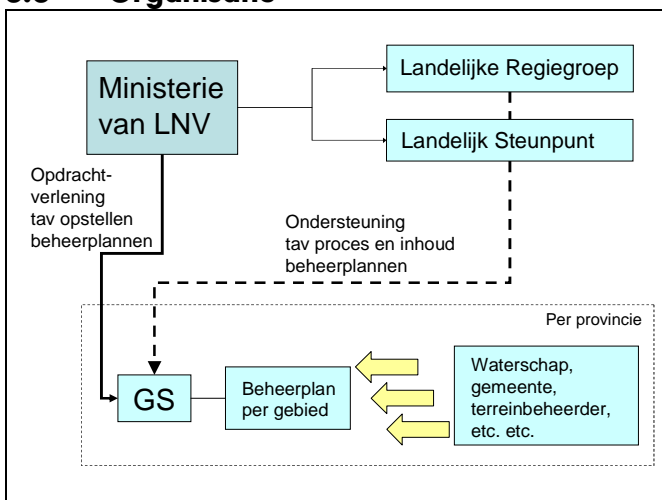 Ministerie
van LNV
Landelijke Regiegroep
Landelijk Steunpunt
Opdracht-
verlening
tav opstellen
beheerplannen
Ondersteuning
tav proces en inhoud
beheerplannen
Per provincie
GS
Beheerplan
per gebied
Waterschap,
gemeente,
terreinbeheerder,
etc. etc.